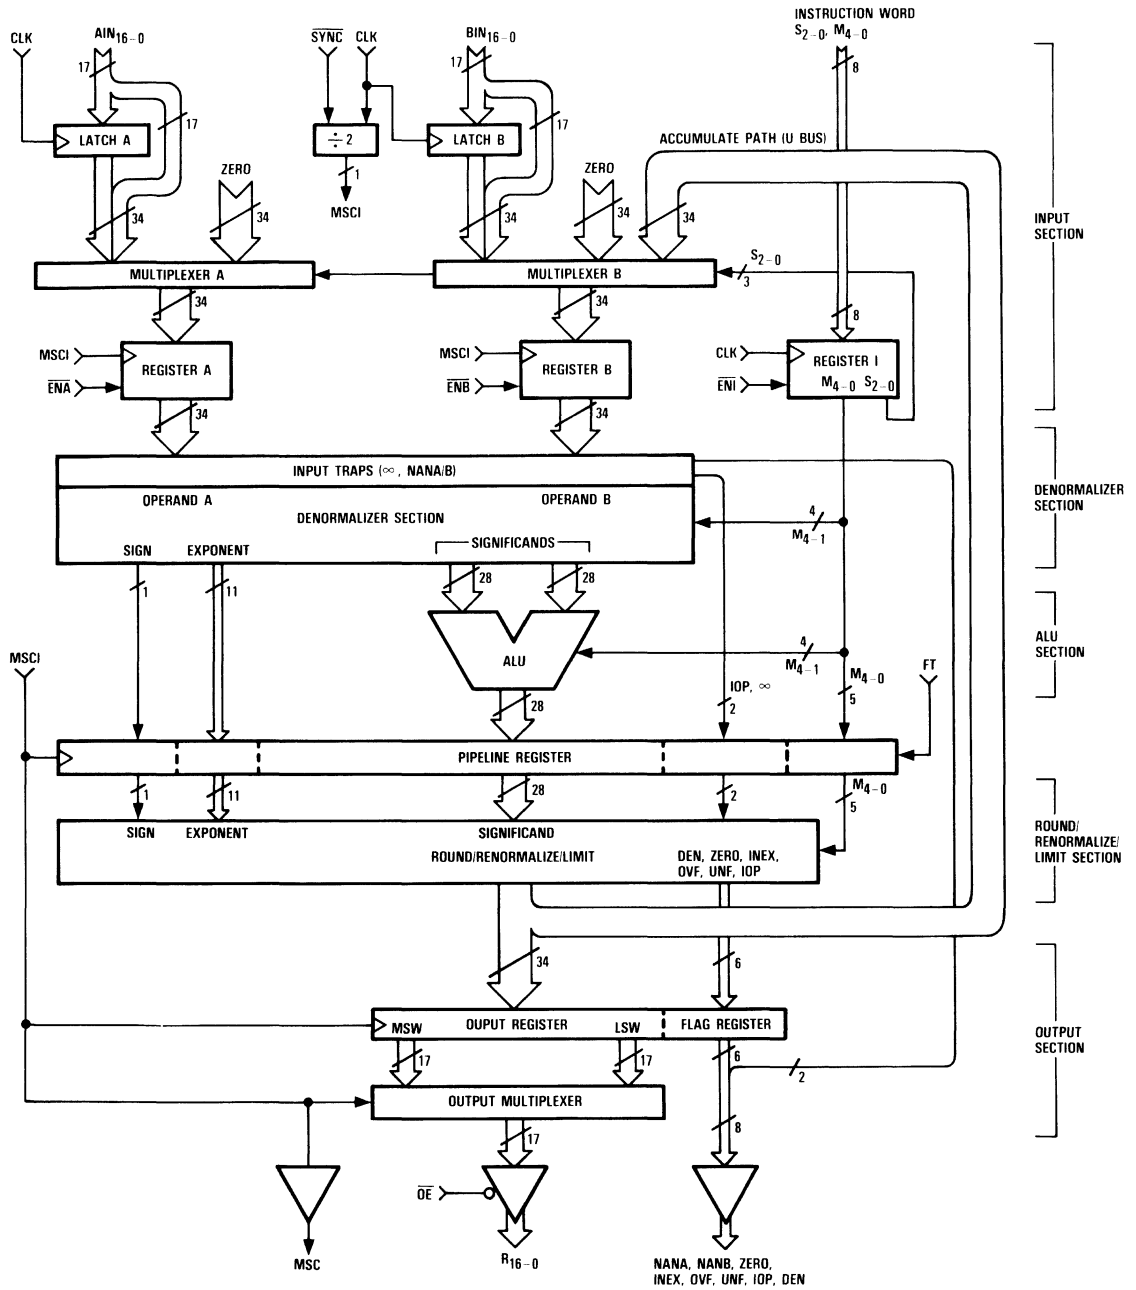 INSTRUCTION WORD
S2–0, M4–0
CLK
AIN16–0
SYNC
CLK
BIN16–0
17
17
8
17
17
LATCH A
÷ 2
LATCH B
ACCUMULATE PATH (U BUS)
1
ZERO
ZERO
MSCI
34
34
34
34
34
INPUT
SECTION
S2–0
3
MULTIPLEXER A
MULTIPLEXER B
34
34
8
MSCI
REGISTER A
ENA
MSCI
REGISTER B
ENB
CLK
REGISTER I
ENI
M4–0 S2–0
34
34
INPUT TRAPS (∞, NANA/B)
OPERAND A
OPERAND B
DENORMALIZER SECTION
4
M4–1
DENORMALIZER
SECTION
SIGNIFICANDS
SIGN
EXPONENT
1
11
28
28
ALU
4
M4–1
ALU
SECTION
MSCI
FT
M4–0
5
IOP, ∞
2
28
PIPELINE REGISTER
1
11
28
2
M4–0
5
SIGN
EXPONENT
SIGNIFICAND
ROUND/RENORMALIZE/LIMIT
DEN, ZERO, INEX,
OVF, UNF, IOP
ROUND/
RENORMALIZE/
LIMIT SECTION
34
6
MSW
OUPUT REGISTER
LSW
FLAG REGISTER
OUTPUT
SECTION
17
17
6
2
OUTPUT MULTIPLEXER
17
8
OE
MSC
R16–0
NANA, NANB, ZERO,
INEX, OVF, UNF, IOP, DEN